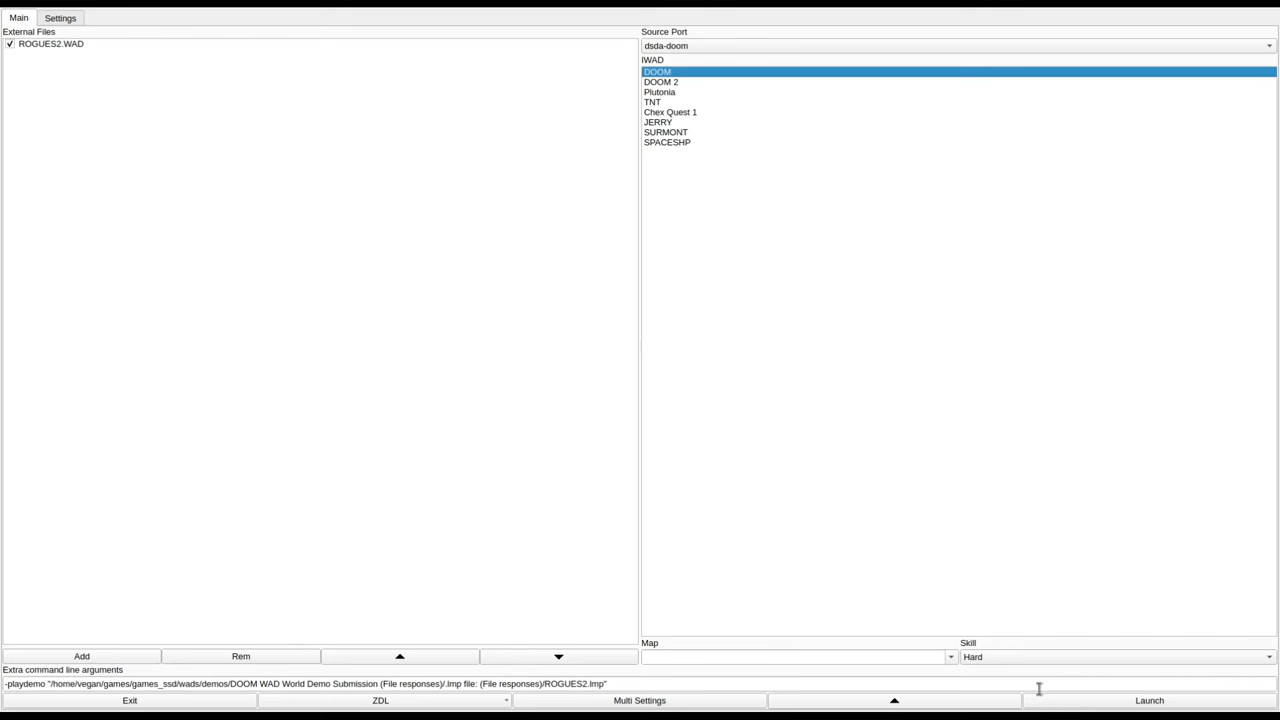 Main
Settings
External Files
ROGUES2.WAD
Source Port
dsda-doom
IWAD
DOOM
DOOM 2
Plutonia
TNT
Chex Quest 1
JERRY
SURMONT
SPACESHP
Map
Skill
Hard
Add
Rem
Extra command line arguments
-playdemo "/home/vegan/games/games_ssd/wads/demos/DOOM WAD World Demo Submission (File responses)/.lmp file: (File responses)/ROGUES2.lmp"
Exit
ZDL
Multi Settings
Launch